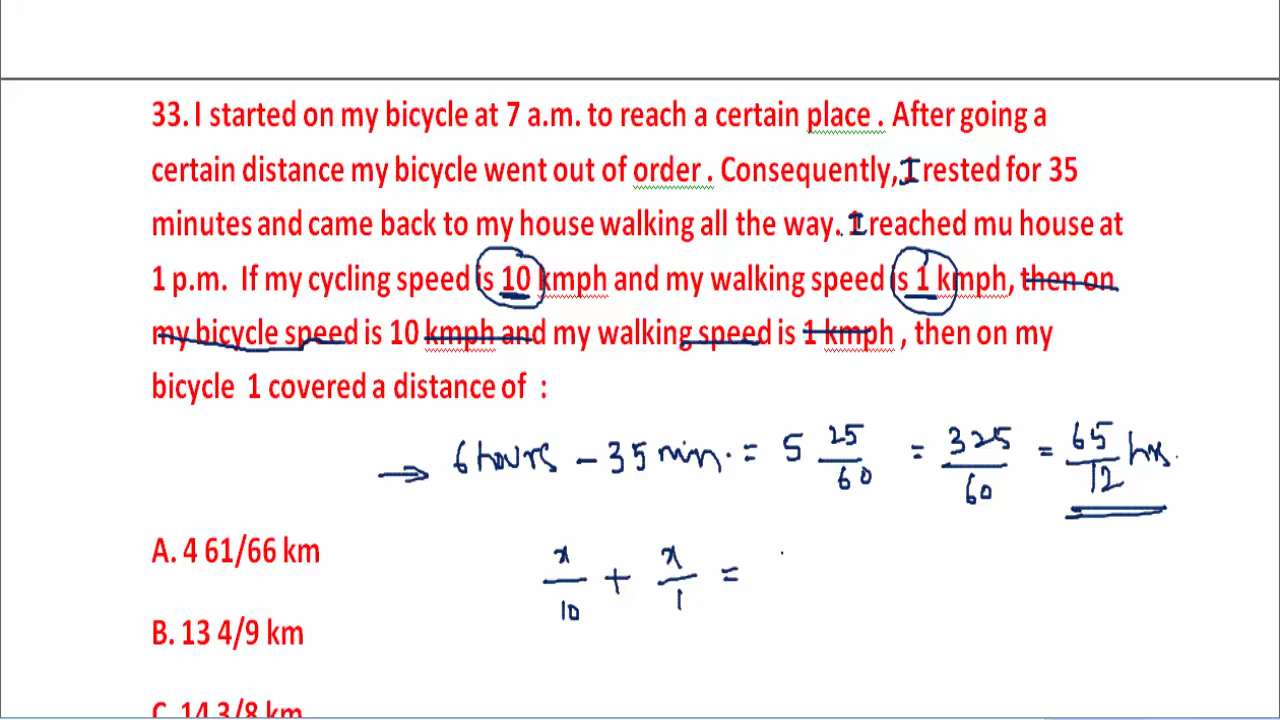 33. I started on my bicycle at 7 a.m. to reach a certain place . After going a
certain distance my bicycle went out of order . Consequently, I rested for 35
minutes and came back to my house walking all the way. I reached mu house at
1 p.m. If my cycling speed is 10 kmph and my walking speed is 1 kmph, then on
my bicycle speed is 10 kmph and my walking speed is 1 kmph , then on my
bicycle 1 covered a distance of :
→ 6 hours - 35 min. = 5 25/60 = 325/60 = 65/12 hrs.
A. 4 61/66 km
x/10 + x/1 =
B. 13 4/9 km
C. 14 3/8 km